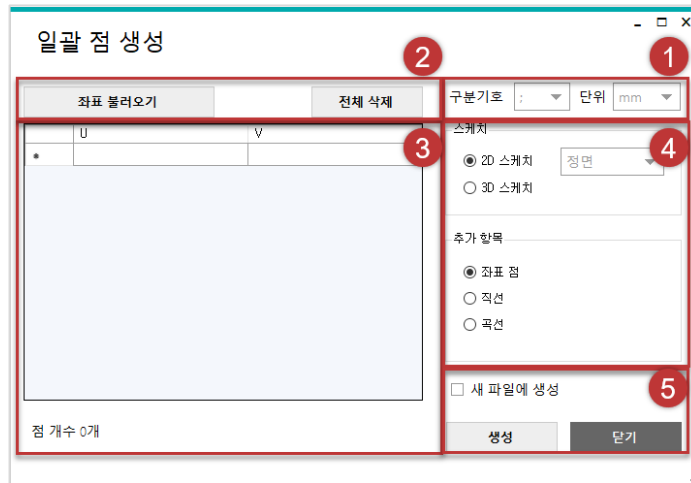 일괄 점 생성
2
1
좌표 불러오기 전체 삭제
구분기호 ; 단위 mm
U V
3
스케치
4
2D 스케치 정면
3D 스케치
추가 항목
좌표 점
직선
곡선
새 파일에 생성
5
점 개수 0개
생성 닫기